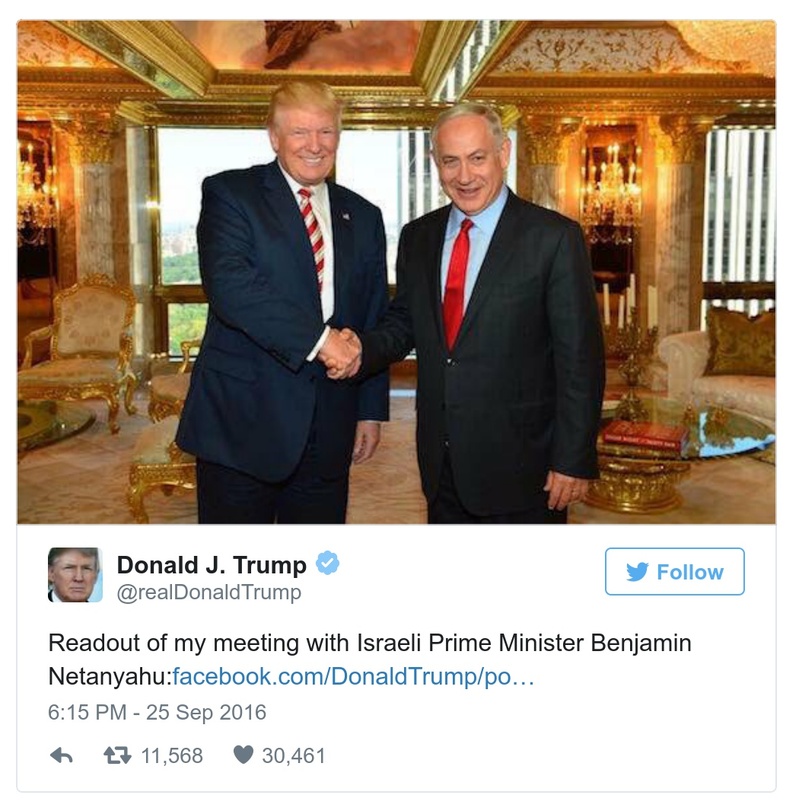 Donald J. Trump
Follow
@realDonaldTrump
Readout of my meeting with Israeli Prime Minister Benjamin
Netanyahu:facebook.com/DonaldTrump/po…
6:15 PM - 25 Sep 2016
11,568 30,461